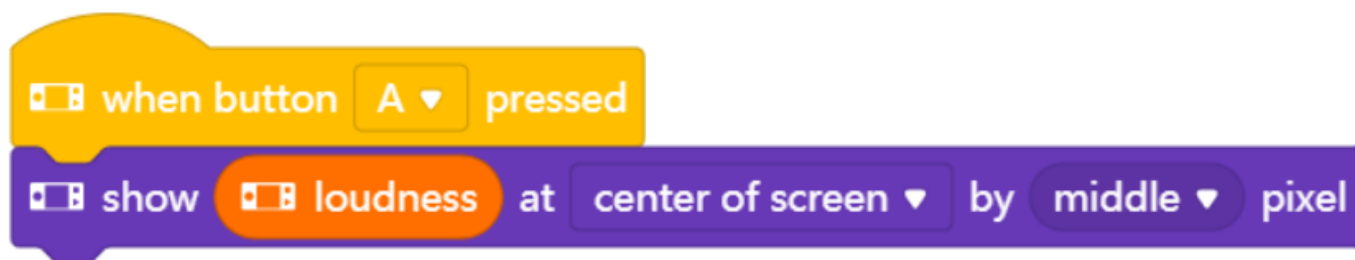 when button A pressed
show loudness at center of screen by middle pixel